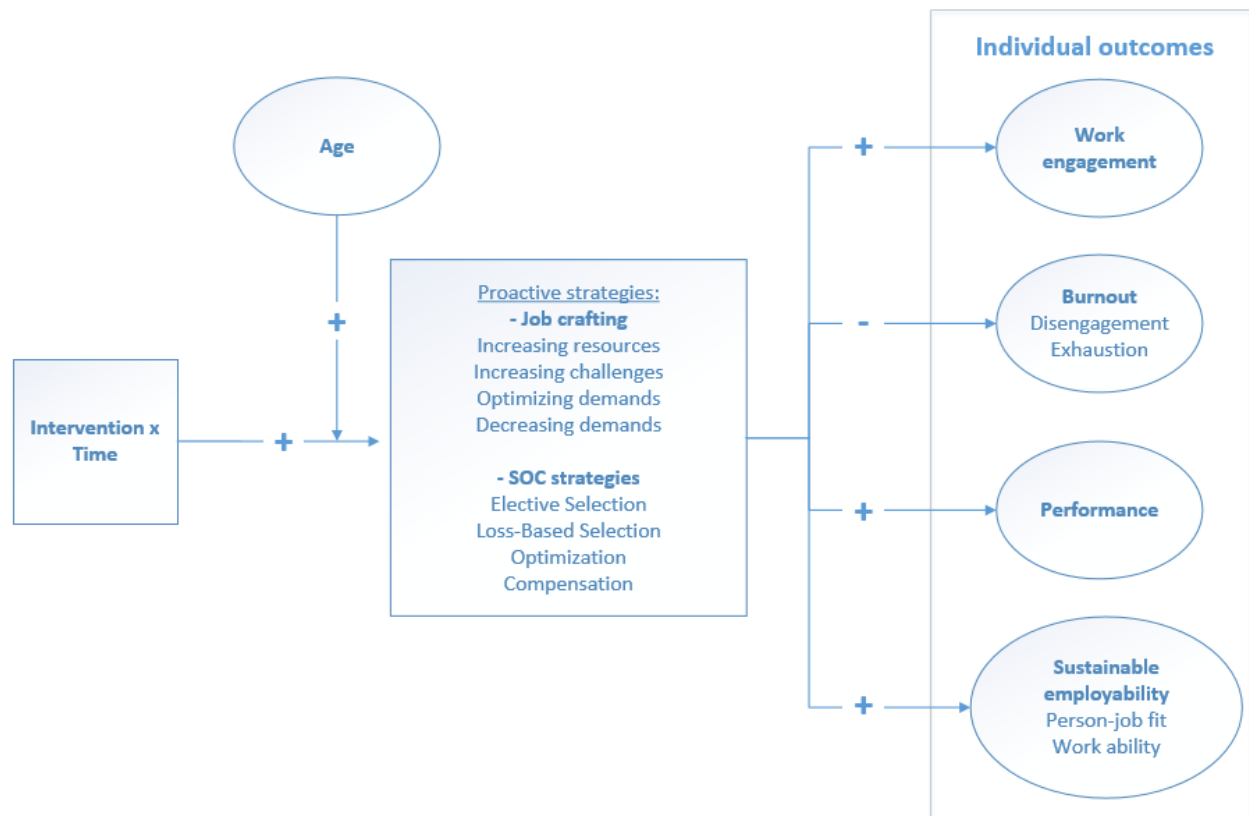 Individual outcomes
Age
Work
engagement
+
+
Proactive strategies:
- Job crafting
Increasing resources
Increasing challenges
Optimizing demands
Decreasing demands
- SOC strategies
Elective Selection
Loss-Based Selection
Optimization
Compensation
Burnout
Disengagement
Exhaustion
-
Intervention x
Time
+
Performance
+
Sustainable
employability
Person-job fit
Work ability
+